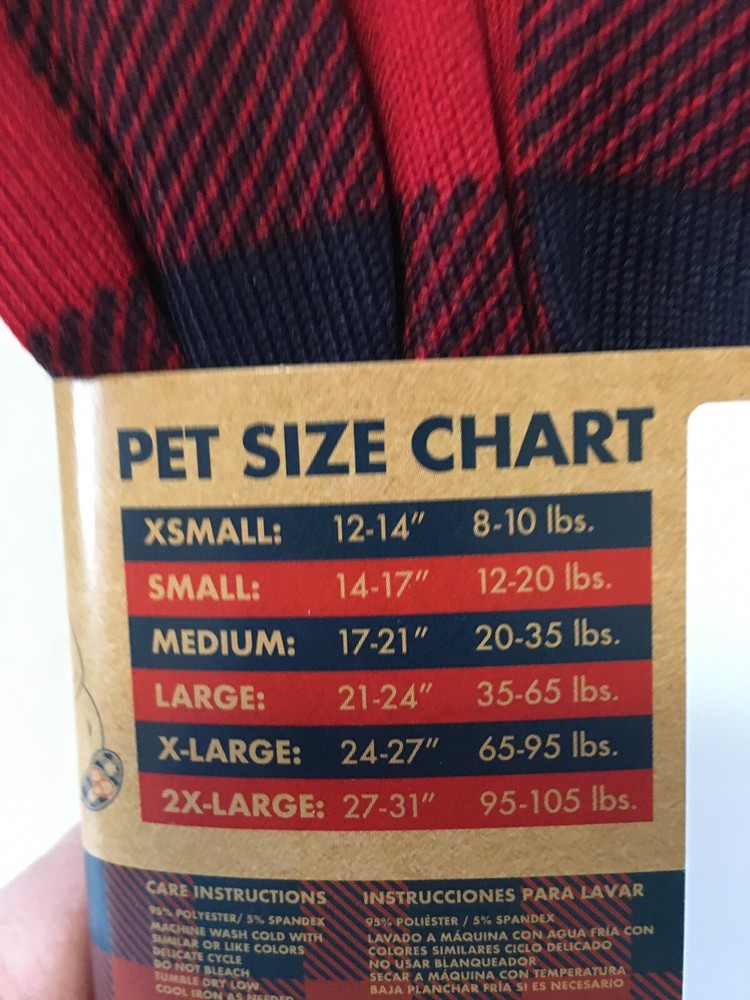 PET SIZE CHART
XSMALL: 12-14" 8-10 lbs.
SMALL: 14-17" 12-20 lbs.
MEDIUM: 17-21" 20-35 lbs.
LARGE: 21-24" 35-65 lbs.
X-LARGE: 24-27" 65-95 lbs.
2X-LARGE: 27-31" 95-105 lbs.
CARE INSTRUCTIONS
95% POLYESTER/ 5% SPANDEX
MACHINE WASH COLD WITH
SIMILAR OR LIKE COLORS
DELICATE CYCLE
DO NOT BLEACH
TUMBLE DRY LOW
COOL IRON AS NEEDED
INSTRUCCIONES PARA LAVAR
95% POLIÉSTER / 5% SPANDEX
LAVADO A MÁQUINA CON AGUA FRÍA CON
COLORES SIMILARES CICLO DELICADO
NO USAR BLANQUEADOR
SECAR A MÁQUINA CON TEMPERATURA
BAJA PLANCHAR FRÍA SI ES NECESARIO